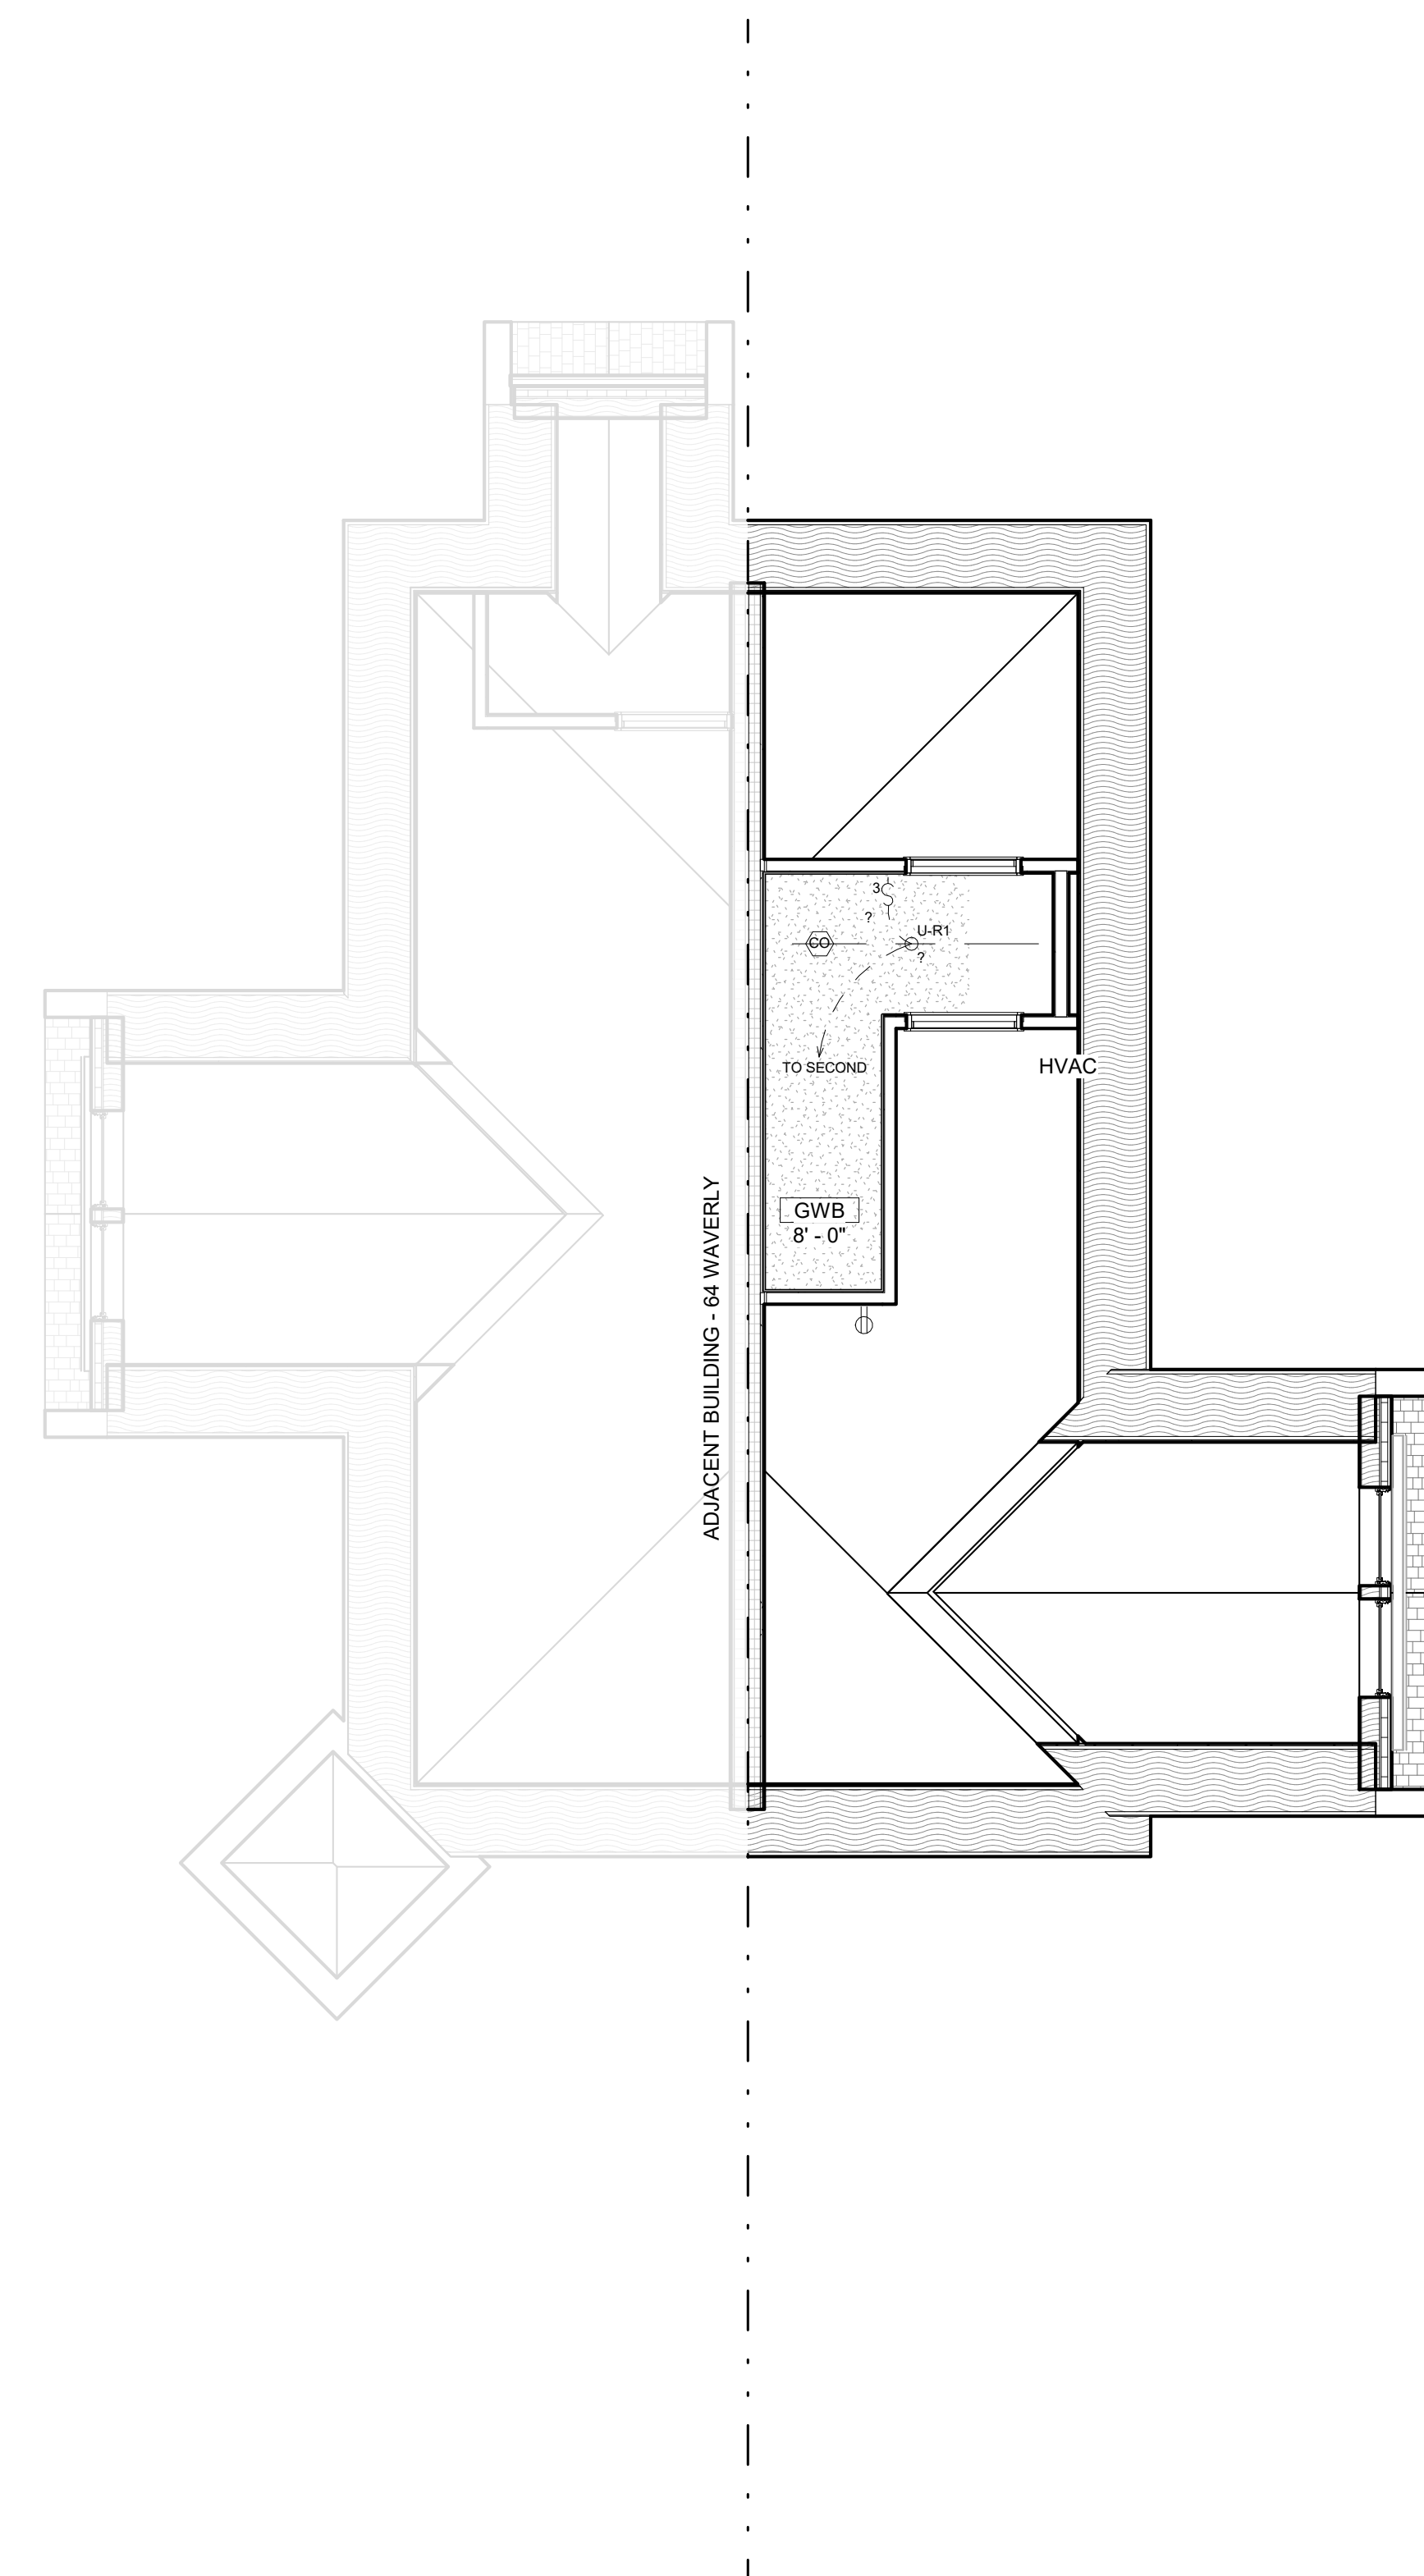 3
?
U-R1
CO
?
TO SECOND
HVAC
GWB
8' - 0"
ADJACENT BUILDING - 64 WAVERLY